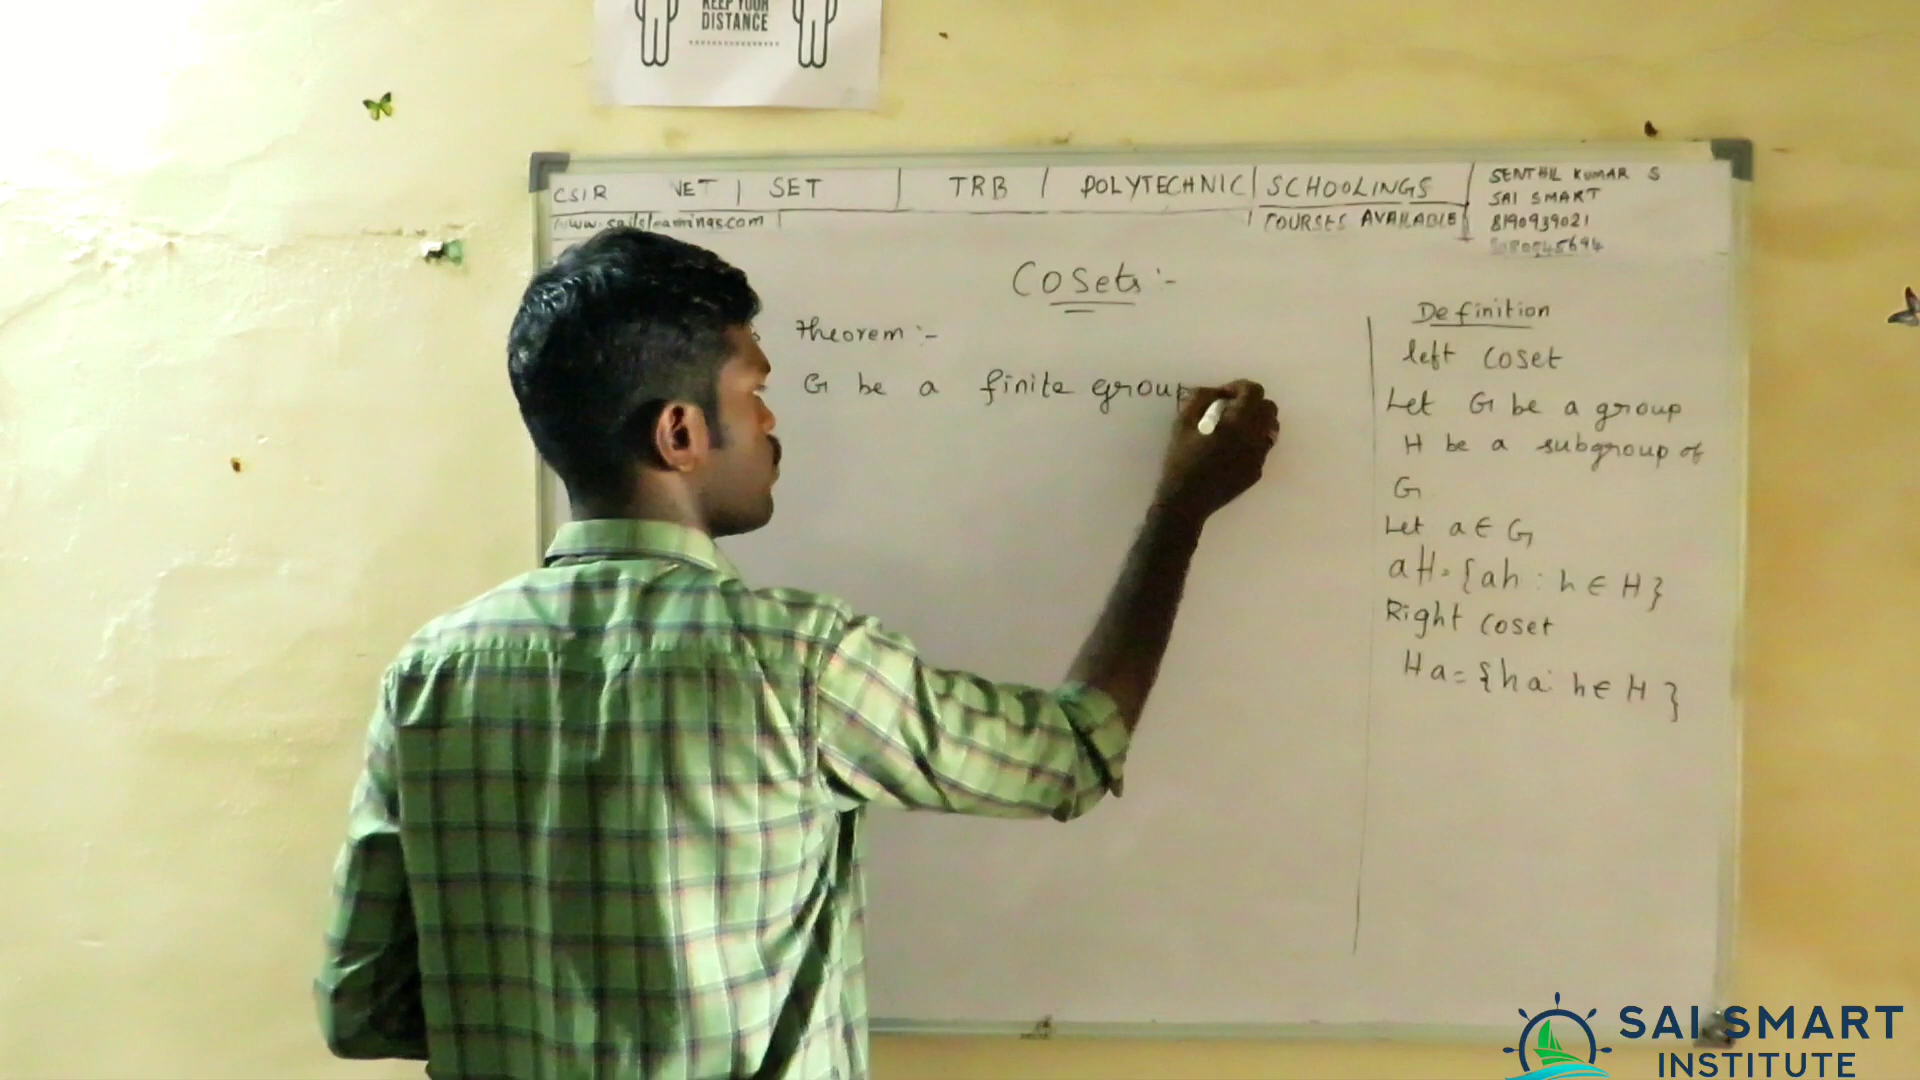 KEEP YOUR
DISTANCE
CSIR NET | SET | TRB | POLYTECHNIC | SCHOOLINGS
COURSES AVAILABLE
SENTHIL KUMAR S
SAI SMART
8190939021
Cosets :-
Theorem :-
G be a finite group
Definition
left coset
Let G be a group
H be a subgroup of
G
Let a ∈ G
aH = {ah : h ∈ H}
Right coset
Ha = {ha : h ∈ H}
SAI SMART
INSTITUTE